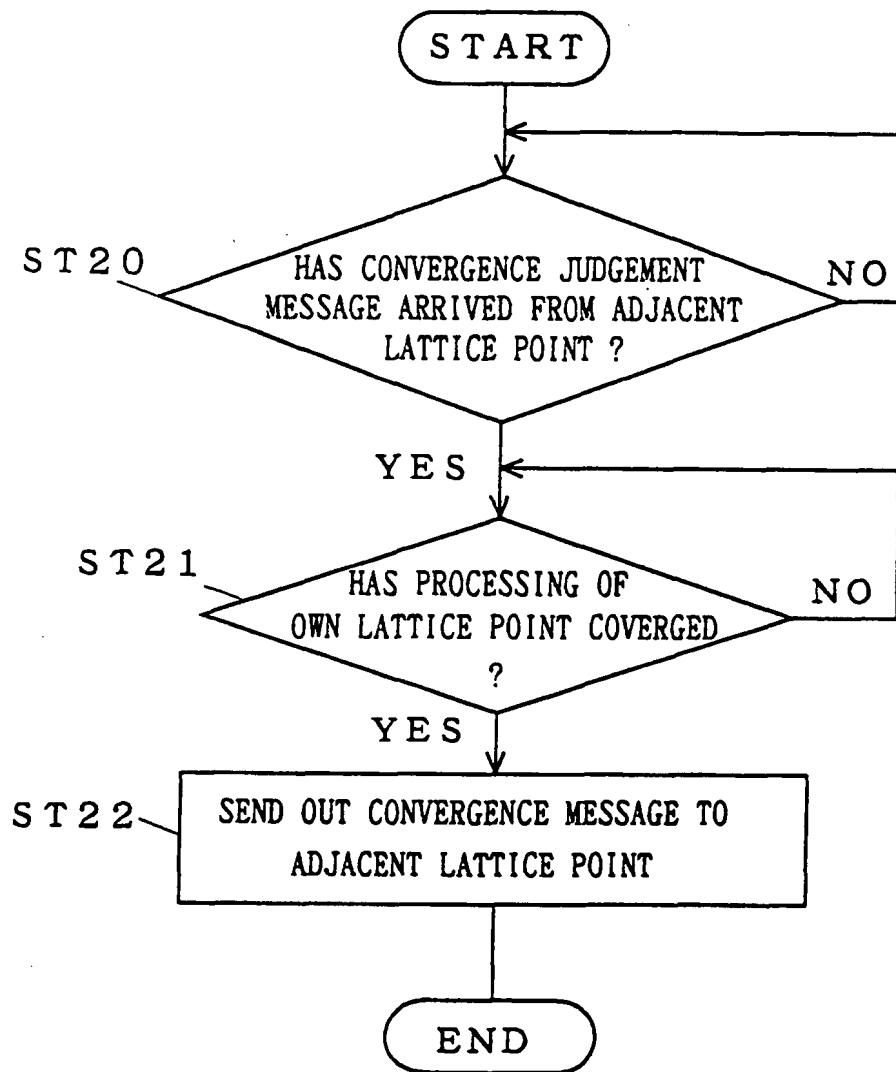 START
ST20
HAS CONVERGENCE JUDGEMENT
MESSAGE ARRIVED FROM ADJACENT
LATTICE POINT ?
NO
YES
ST21
HAS PROCESSING OF
OWN LATTICE POINT COVERGED
?
NO
YES
ST22
SEND OUT CONVERGENCE MESSAGE TO
ADJACENT LATTICE POINT
END